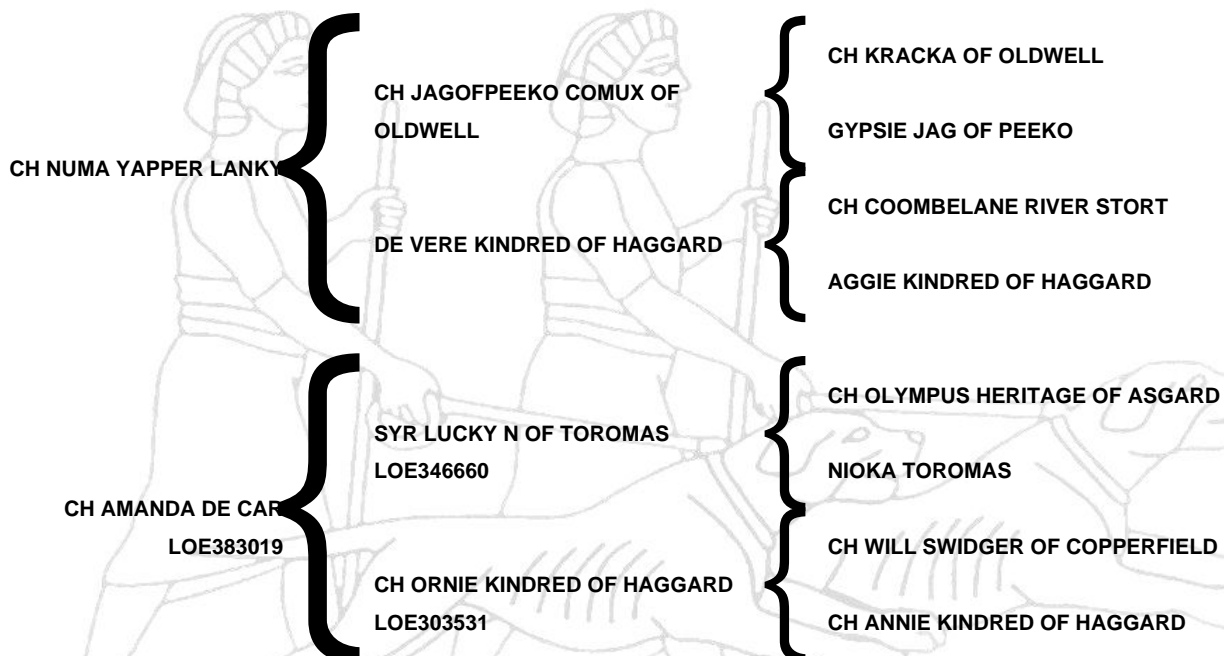 CH NUMA YAPPER LANKY
CH JAGOFPEEKO COMUX OF
OLDWELL
CH KRACKA OF OLDWELL
GYPSIE JAG OF PEEKO
DE VERE KINDRED OF HAGGARD
CH COOMBELANE RIVER STORT
AGGIE KINDRED OF HAGGARD
CH AMANDA DE CAR
LOE383019
SYR LUCKY N OF TOROMAS
LOE346660
CH OLYMPUS HERITAGE OF ASGARD
NIOKA TOROMAS
CH ORNIE KINDRED OF HAGGARD
LOE303531
CH WILL SWIDGER OF COPPERFIELD
CH ANNIE KINDRED OF HAGGARD